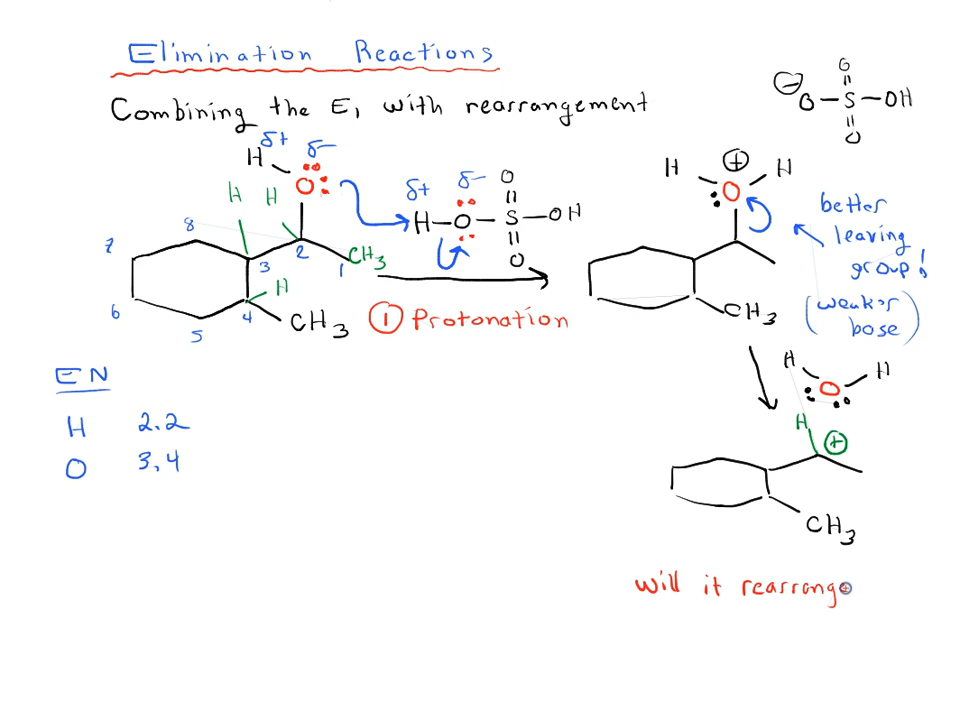 Elimination Reactions
Combining the E1 with rearrangement
O
⊖ O-S-OH
O
H δ+ δ-
O
H H
8
7
3
2
1 CH3
H
6
5
4
CH3
δ+ δ- O
H-O-S-OH
O
① Protonation
H ⊕ H
O
CH3
better
leaving
group!
(weaker
base)
EN
H 2.2
O 3.4
H H
O
H ⊕
CH3
will it rearrange